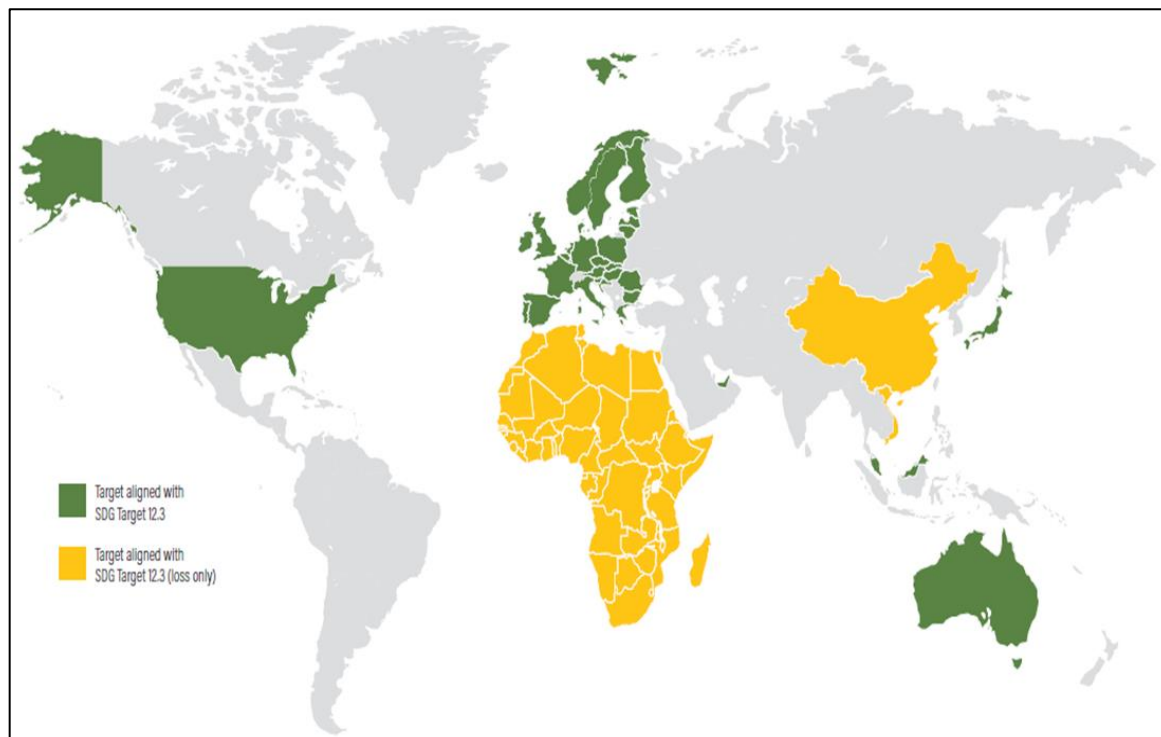 Target aligned with
SDG Target 12.3
Target aligned with
SDG Target 12.3 (loss only)